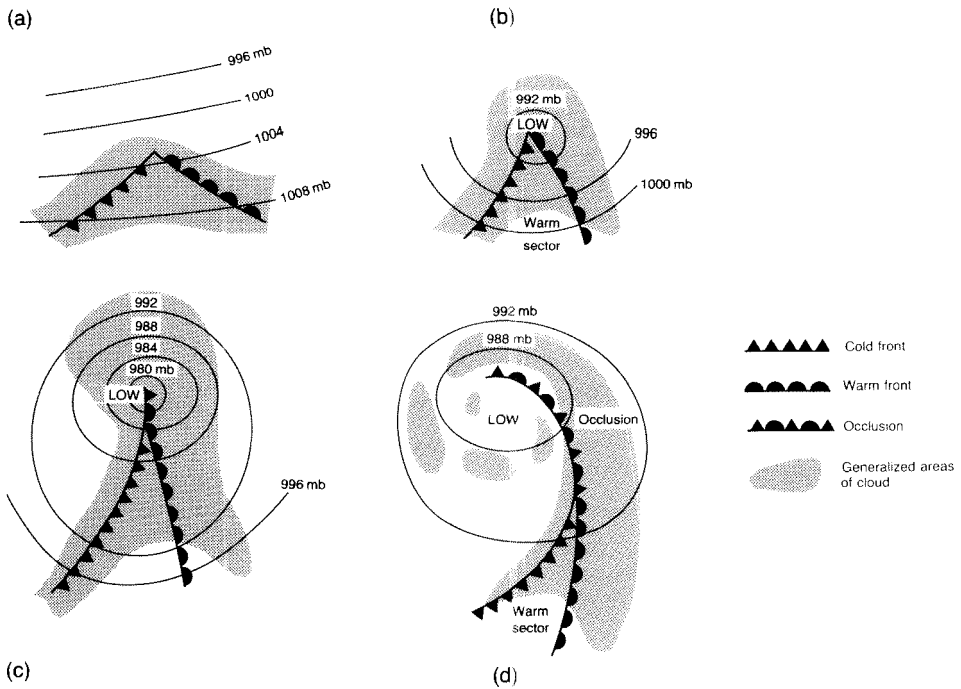 (a)
996 mb
1000
1004
1008 mb
(b)
992 mb
LOW
996
1000 mb
Warm
sector
992
988
984
980 mb
LOW
996 mb
(c)
992 mb
988 mb
LOW
Occlusion
Warm
sector
(d)
Cold front
Warm front
Occlusion
Generalized areas
of cloud